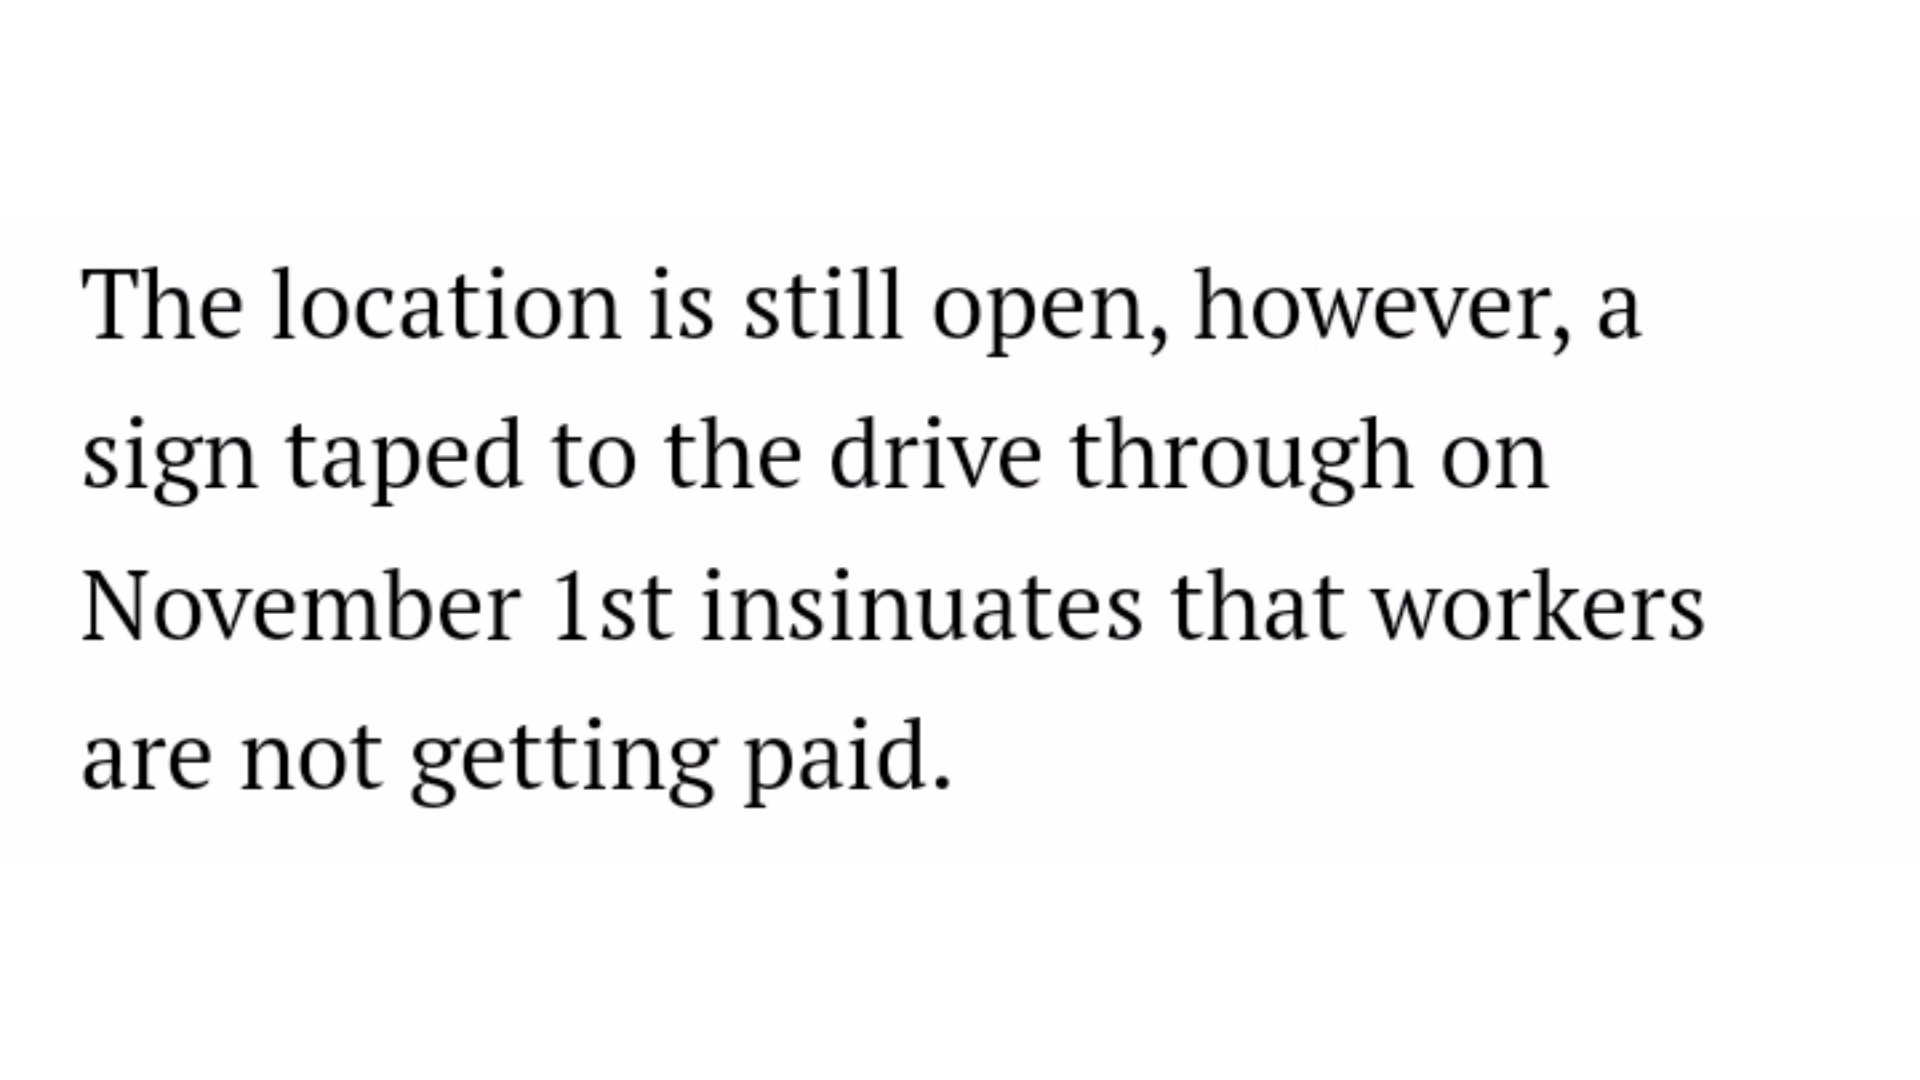 The location is still open, however, a
sign taped to the drive through on
November 1st insinuates that workers
are not getting paid.